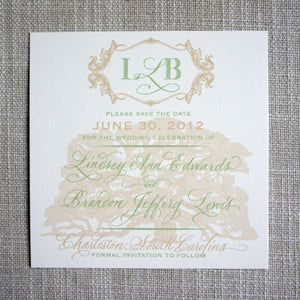 LLB
PLEASE SAVE THE DATE
JUNE 30, 2012
FOR THE WEDDING CELEBRATION OF
Lindsey Ann Edwards
and
Brandon Jeffery Lewis
Charleston, South Carolina
FORMAL INVITATION TO FOLLOW